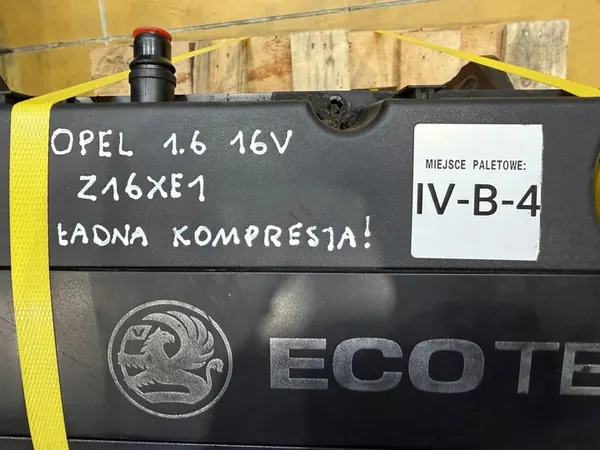 OPEL 1.6 16V
Z16XE1
ŁADNA KOMPRESJA!
MIEJSCE PALETOWE:
IV-B-4
ECOTE